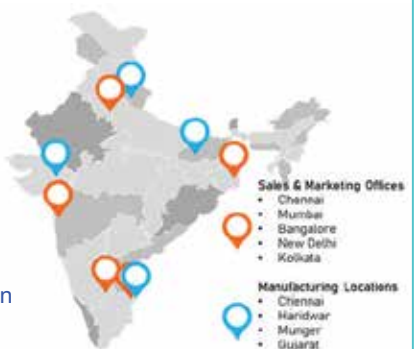 Sales & Marketing Offices
• Chennai
• Mumbai
• Bangalore
• New Delhi
• Kolkata
n
Manufacturing Locations
• Chennai
• Haridwar
• Munger
• Gujarat